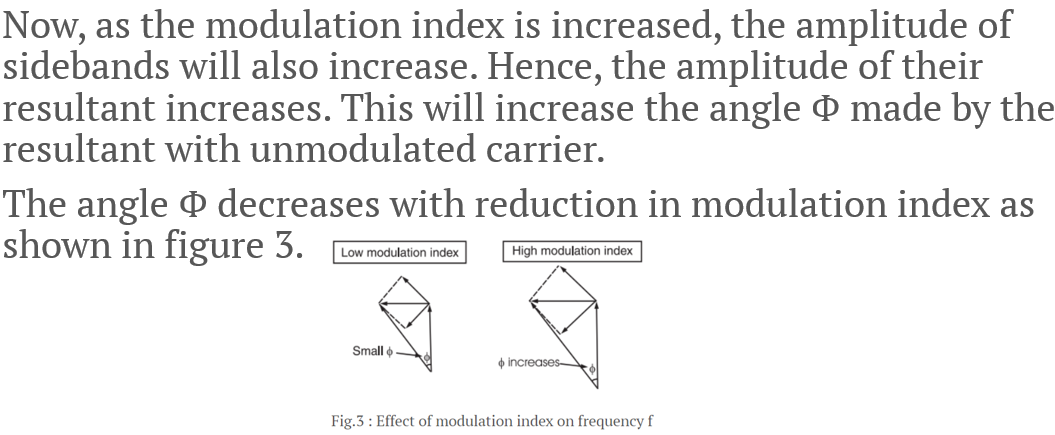 Now, as the modulation index is increased, the amplitude of
sidebands will also increase. Hence, the amplitude of their
resultant increases. This will increase the angle Φ made by the
resultant with unmodulated carrier.
The angle Φ decreases with reduction in modulation index as
shown in figure 3.
Low modulation index
High modulation index
Small ϕ
ϕ
ϕ increases
ϕ
Fig.3 : Effect of modulation index on frequency f